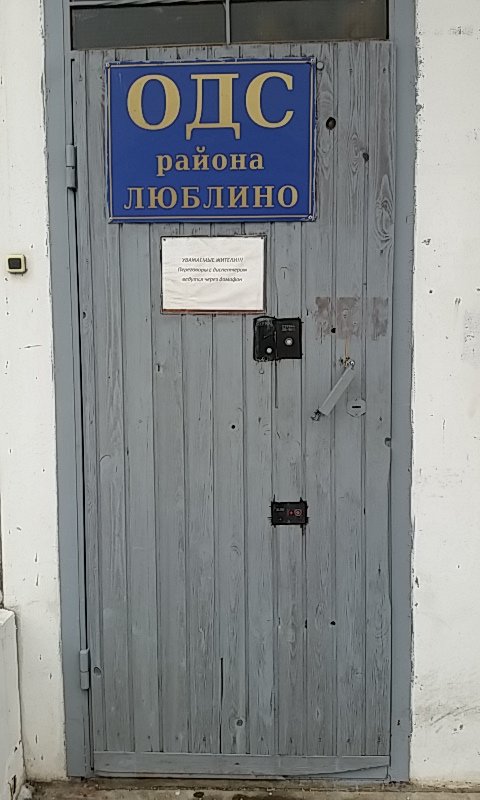 ОДС
района
ЛЮБЛИНО
УВАЖАЕМЫЕ ЖИТЕЛИ!!!
Переговоры с диспетчером
ведутся через домофон